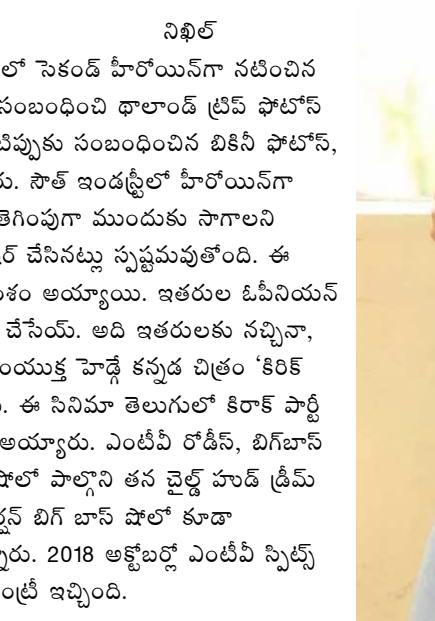 నిఖిల్
లో సెకండ్ హీరోయిన్‌గా నటించిన
సంబంధించి థాలాండ్ ట్రిప్ ఫోటోస్
సంబంధించిన బికినీ ఫోటోస్,
సౌత్ ఇండస్ట్రీలో హీరోయిన్‌గా
తెగింపుగా ముందుకు సాగాలని
చేసినట్లు స్పష్టమవుతోంది. ఈ
అయ్యాయి. ఇతరుల ఓపీనియన్
చేసేయ్. అది ఇతరులకు నచ్చినా,
హెడ్గే కన్నడ చిత్రం ‘కిరిక్
ఈ సినిమా తెలుగులో కిరాక్ పార్టీ
అయ్యారు. ఎంటీవీ రోడీస్, బిగ్‌బాస్
షోలో పాల్గొని తన చైల్డ్ హుడ్ డ్రీమ్
బిగ్ బాస్ షోలో కూడా
2018 అక్టోబర్లో ఎంటీవీ స్పిట్స్
ఇచ్చింది.